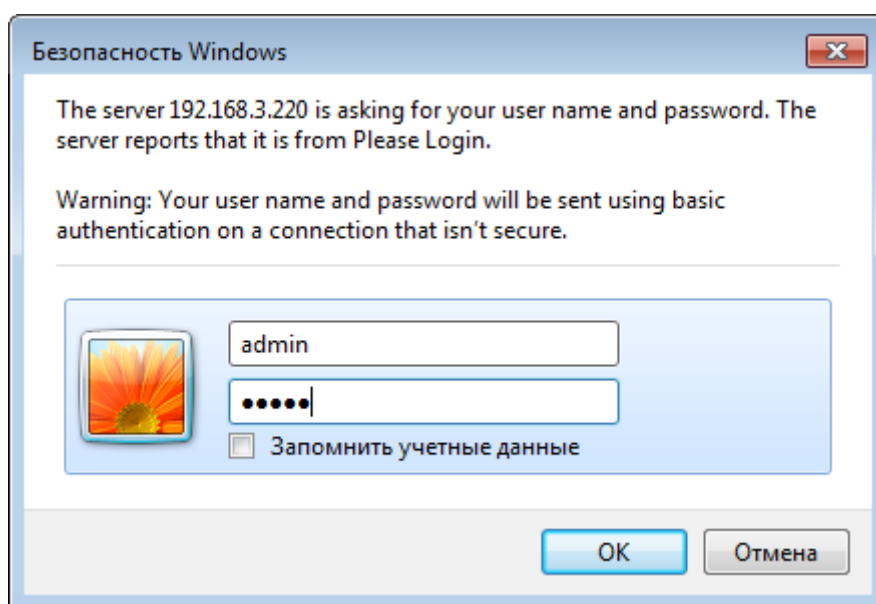 Безопасность Windows
The server 192.168.3.220 is asking for your user name and password. The
server reports that it is from Please Login.
Warning: Your user name and password will be sent using basic
authentication on a connection that isn't secure.
admin
●●●●●
Запомнить учетные данные
OK
Отмена